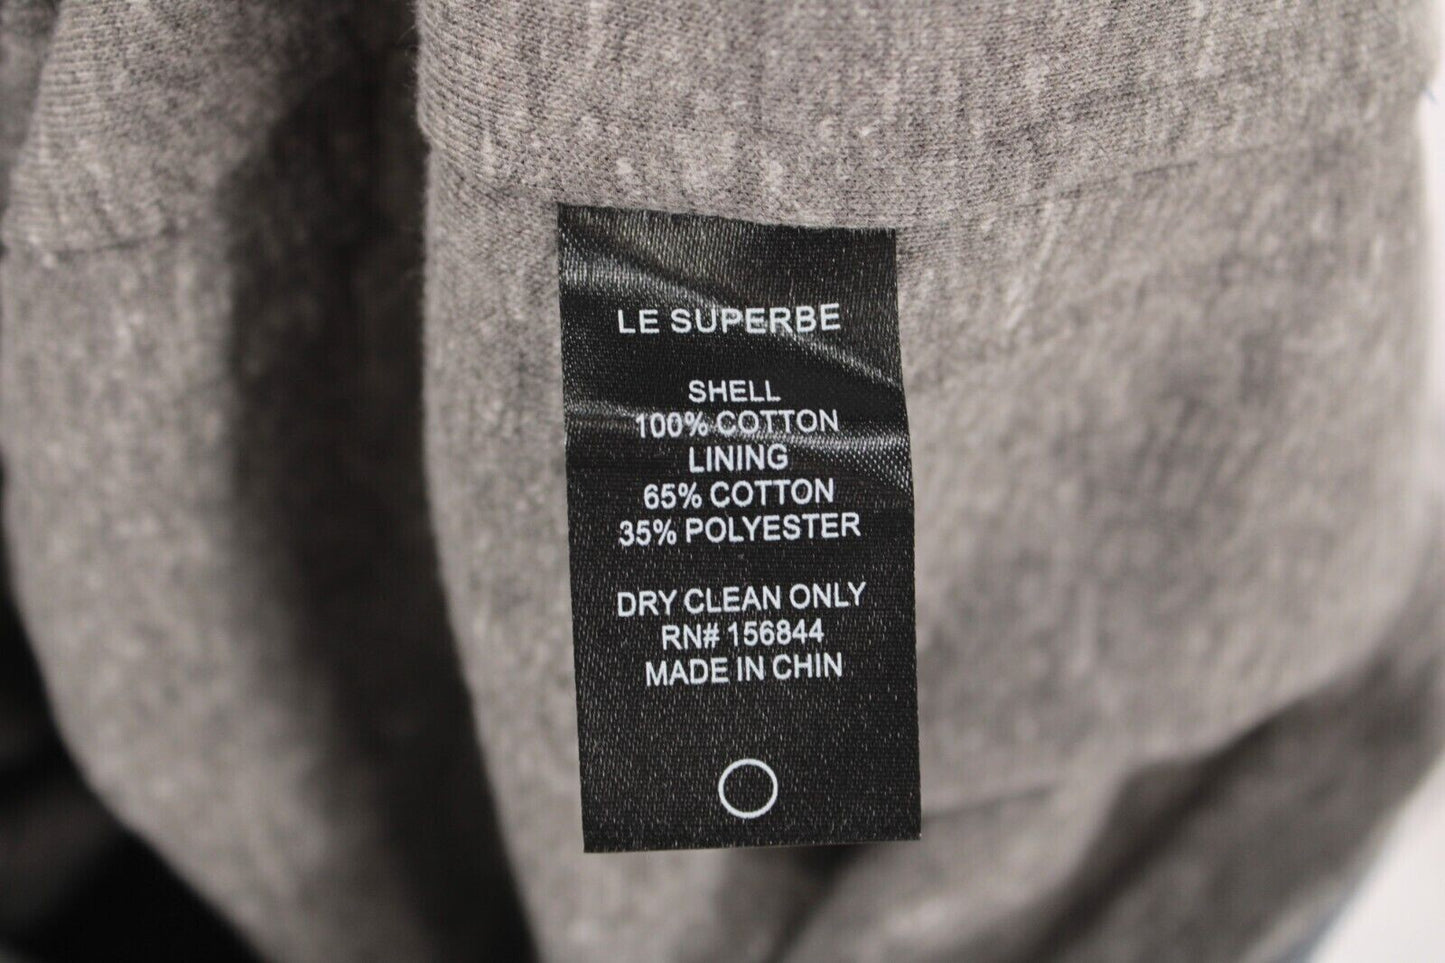 LE SUPERBE
SHELL
100% COTTON
LINING
65% COTTON
35% POLYESTER
DRY CLEAN ONLY
RN# 156844
MADE IN CHIN